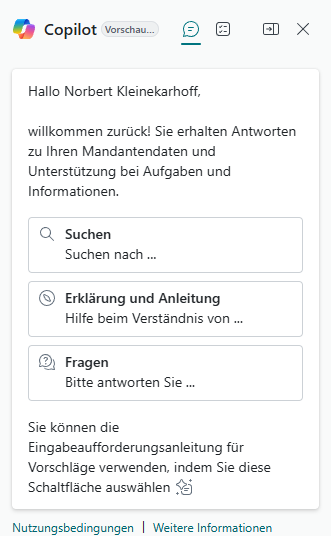 Copilot Vorschau...
Hallo Norbert Kleinekarhoff,
willkommen zurück! Sie erhalten Antworten
zu Ihren Mandantendaten und
Unterstützung bei Aufgaben und
Informationen.
Suchen
Suchen nach ...
Erklärung und Anleitung
Hilfe beim Verständnis von ...
Fragen
Bitte antworten Sie ...
Sie können die
Eingabeaufforderungsanleitung für
Vorschläge verwenden, indem Sie diese
Schaltfläche auswählen
Nutzungsbedingungen | Weitere Informationen